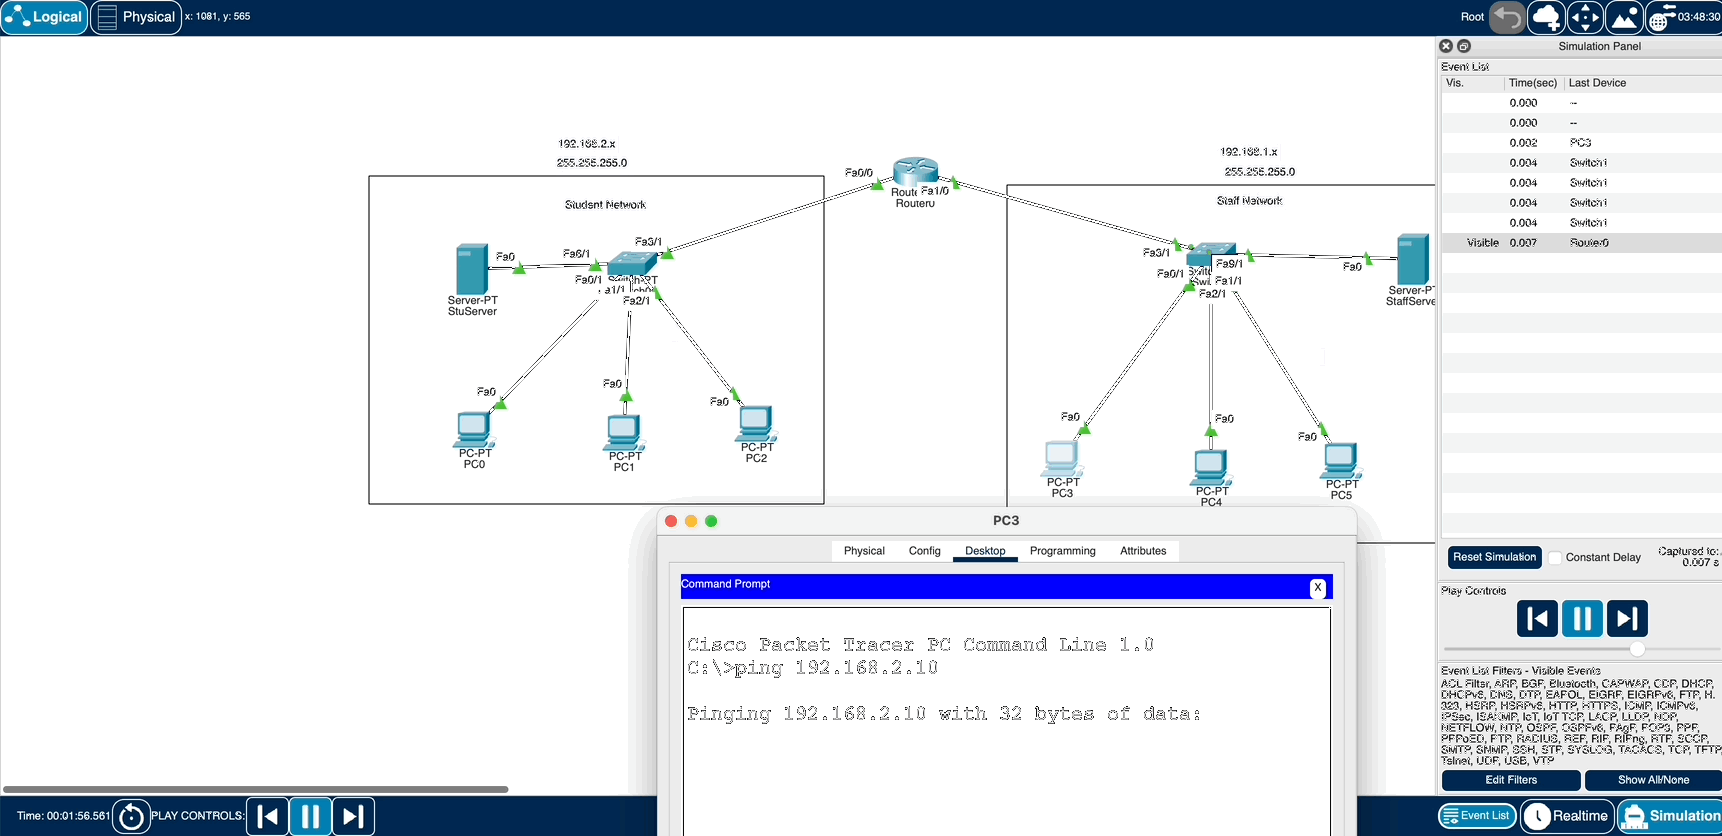 Logical
Physical
x: 1081, y: 565
Root
03:48:30
Simulation Panel
Event List
Vis. Time(sec) Last Device
0.000 --
0.000 --
0.002 PC3
0.004 Switch1
0.004 Switch1
0.004 Switch1
0.004 Switch1
Visible 0.007 Router0
192.168.2.x
255.255.255.0
Student Network
192.168.1.x
255.255.255.0
Staff Network
Fa0/0
Fa1/0
Router0
Fa0
Fa6/1
Fa3/1
Fa0/1
Fa2/1
Server-PT
StuServer
Fa0
Fa0
Fa0
PC-PT
PC0
PC-PT
PC1
PC-PT
PC2
Fa3/1
Fa9/1
Fa0/1
Fa1/1
Fa2/1
Fa0
Fa0
Fa0
Fa0
PC-PT
PC3
PC-PT
PC4
PC-PT
PC5
Reset Simulation
Constant Delay
Captured to:
0.007 s
Play Controls
Event List Filters - Visible Events
ACL Filter, ARP, BGP, Bluetooth, CAPWAP, CDP, DHCP,
DHCPv6, DNS, DTP, EAPOL, EIGRP, EIGRPv6, FTP, H.
323, HSRP, HSRPv6, HTTP, HTTPS, ICMP, ICMPv6,
IPSec, ISAKMP, IoT, IoT TCP, LACP, LLDP, NDP,
NETFLOW, NTP, OSPF, OSPFv6, PAgP, POP3, PPP,
PPPoED, PTP, RADIUS, REP, RIP, RIPng, RTP, SCCP,
SMTP, SNMP, SSH, STP, SYSLOG, TACACS, TCP, TFTP,
Telnet, UDP, USB, VTP
Edit Filters
Show All/None
PC3
Physical Config Desktop Programming Attributes
Command Prompt
X
Cisco Packet Tracer PC Command Line 1.0
C:\>ping 192.168.2.10
Pinging 192.168.2.10 with 32 bytes of data:
Time: 00:01:56.561
PLAY CONTROLS:
Event List
Realtime
Simulation